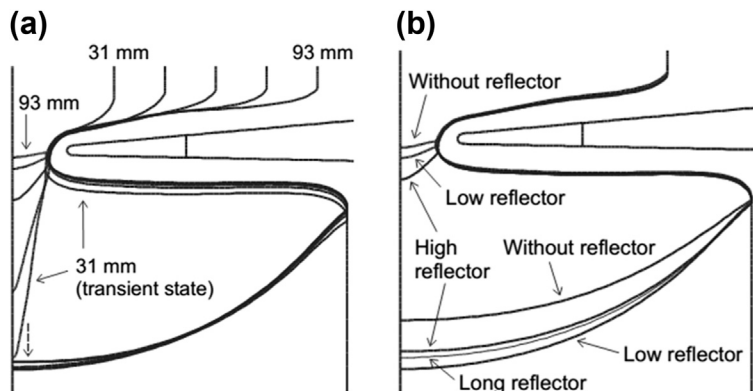 (a)
31 mm
93 mm
93 mm
31 mm
(transient state)
(b)
Without reflector
Low reflector
High
reflector
Without reflector
Low reflector
Long reflector